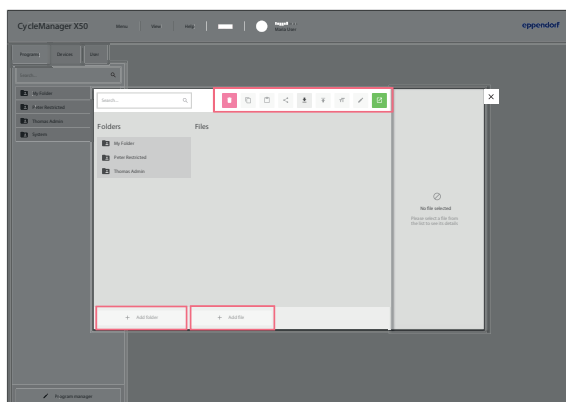 CycleManager X50
Menu
View
Help
Maria User
eppendorf
Programs
Devices
User
Search...
My Folder
Peter Restricted
Thomas Admin
System
Search...
Folders
Files
My Folder
Peter Restricted
Thomas Admin
No file selected
Please select a file from
the list to see its details
+ Add folder
+ Add file
Program manager